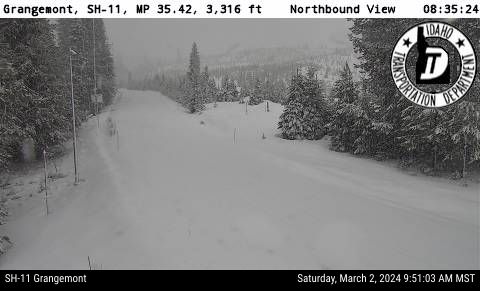 Grangemont, SH-11, MP 35.42, 3,316 ft Northbound View 08:35:24
IDAHO
TRANSPORTATION DEPARTMENT
SH-11 Grangemont Saturday, March 2, 2024 9:51:03 AM MST